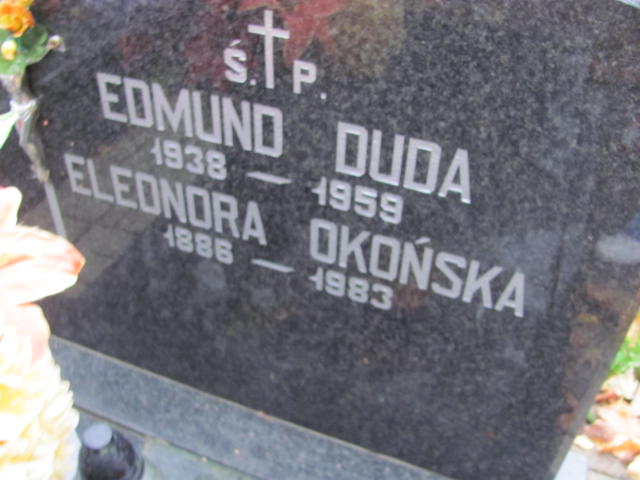 Ś. P.
EDMUND DUDA
1938 – 1959
ELEONORA OKOŃSKA
1886 – 1983